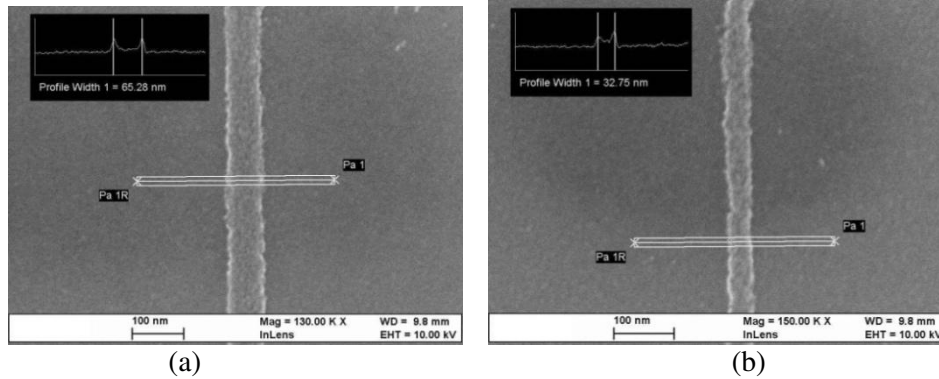 Profile Width 1 = 65.28 nm
Pa 1
Pa 1R
100 nm
Mag = 130.00 K X
WD = 9.8 mm
InLens
EHT = 10.00 kV
(a)
Profile Width 1 = 32.75 nm
Pa 1
Pa 1R
100 nm
Mag = 150.00 K X
WD = 9.8 mm
InLens
EHT = 10.00 kV
(b)